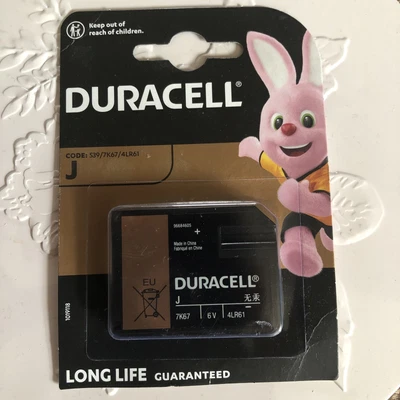 Keep out of
reach of children.
DURACELL®
CODE: 539/7K67/4LR61
J
+
Made in China
Fabriqué en Chine
EU
DURACELL®
J 无汞
7K67 6V 4LR61
LONG LIFE GUARANTEED